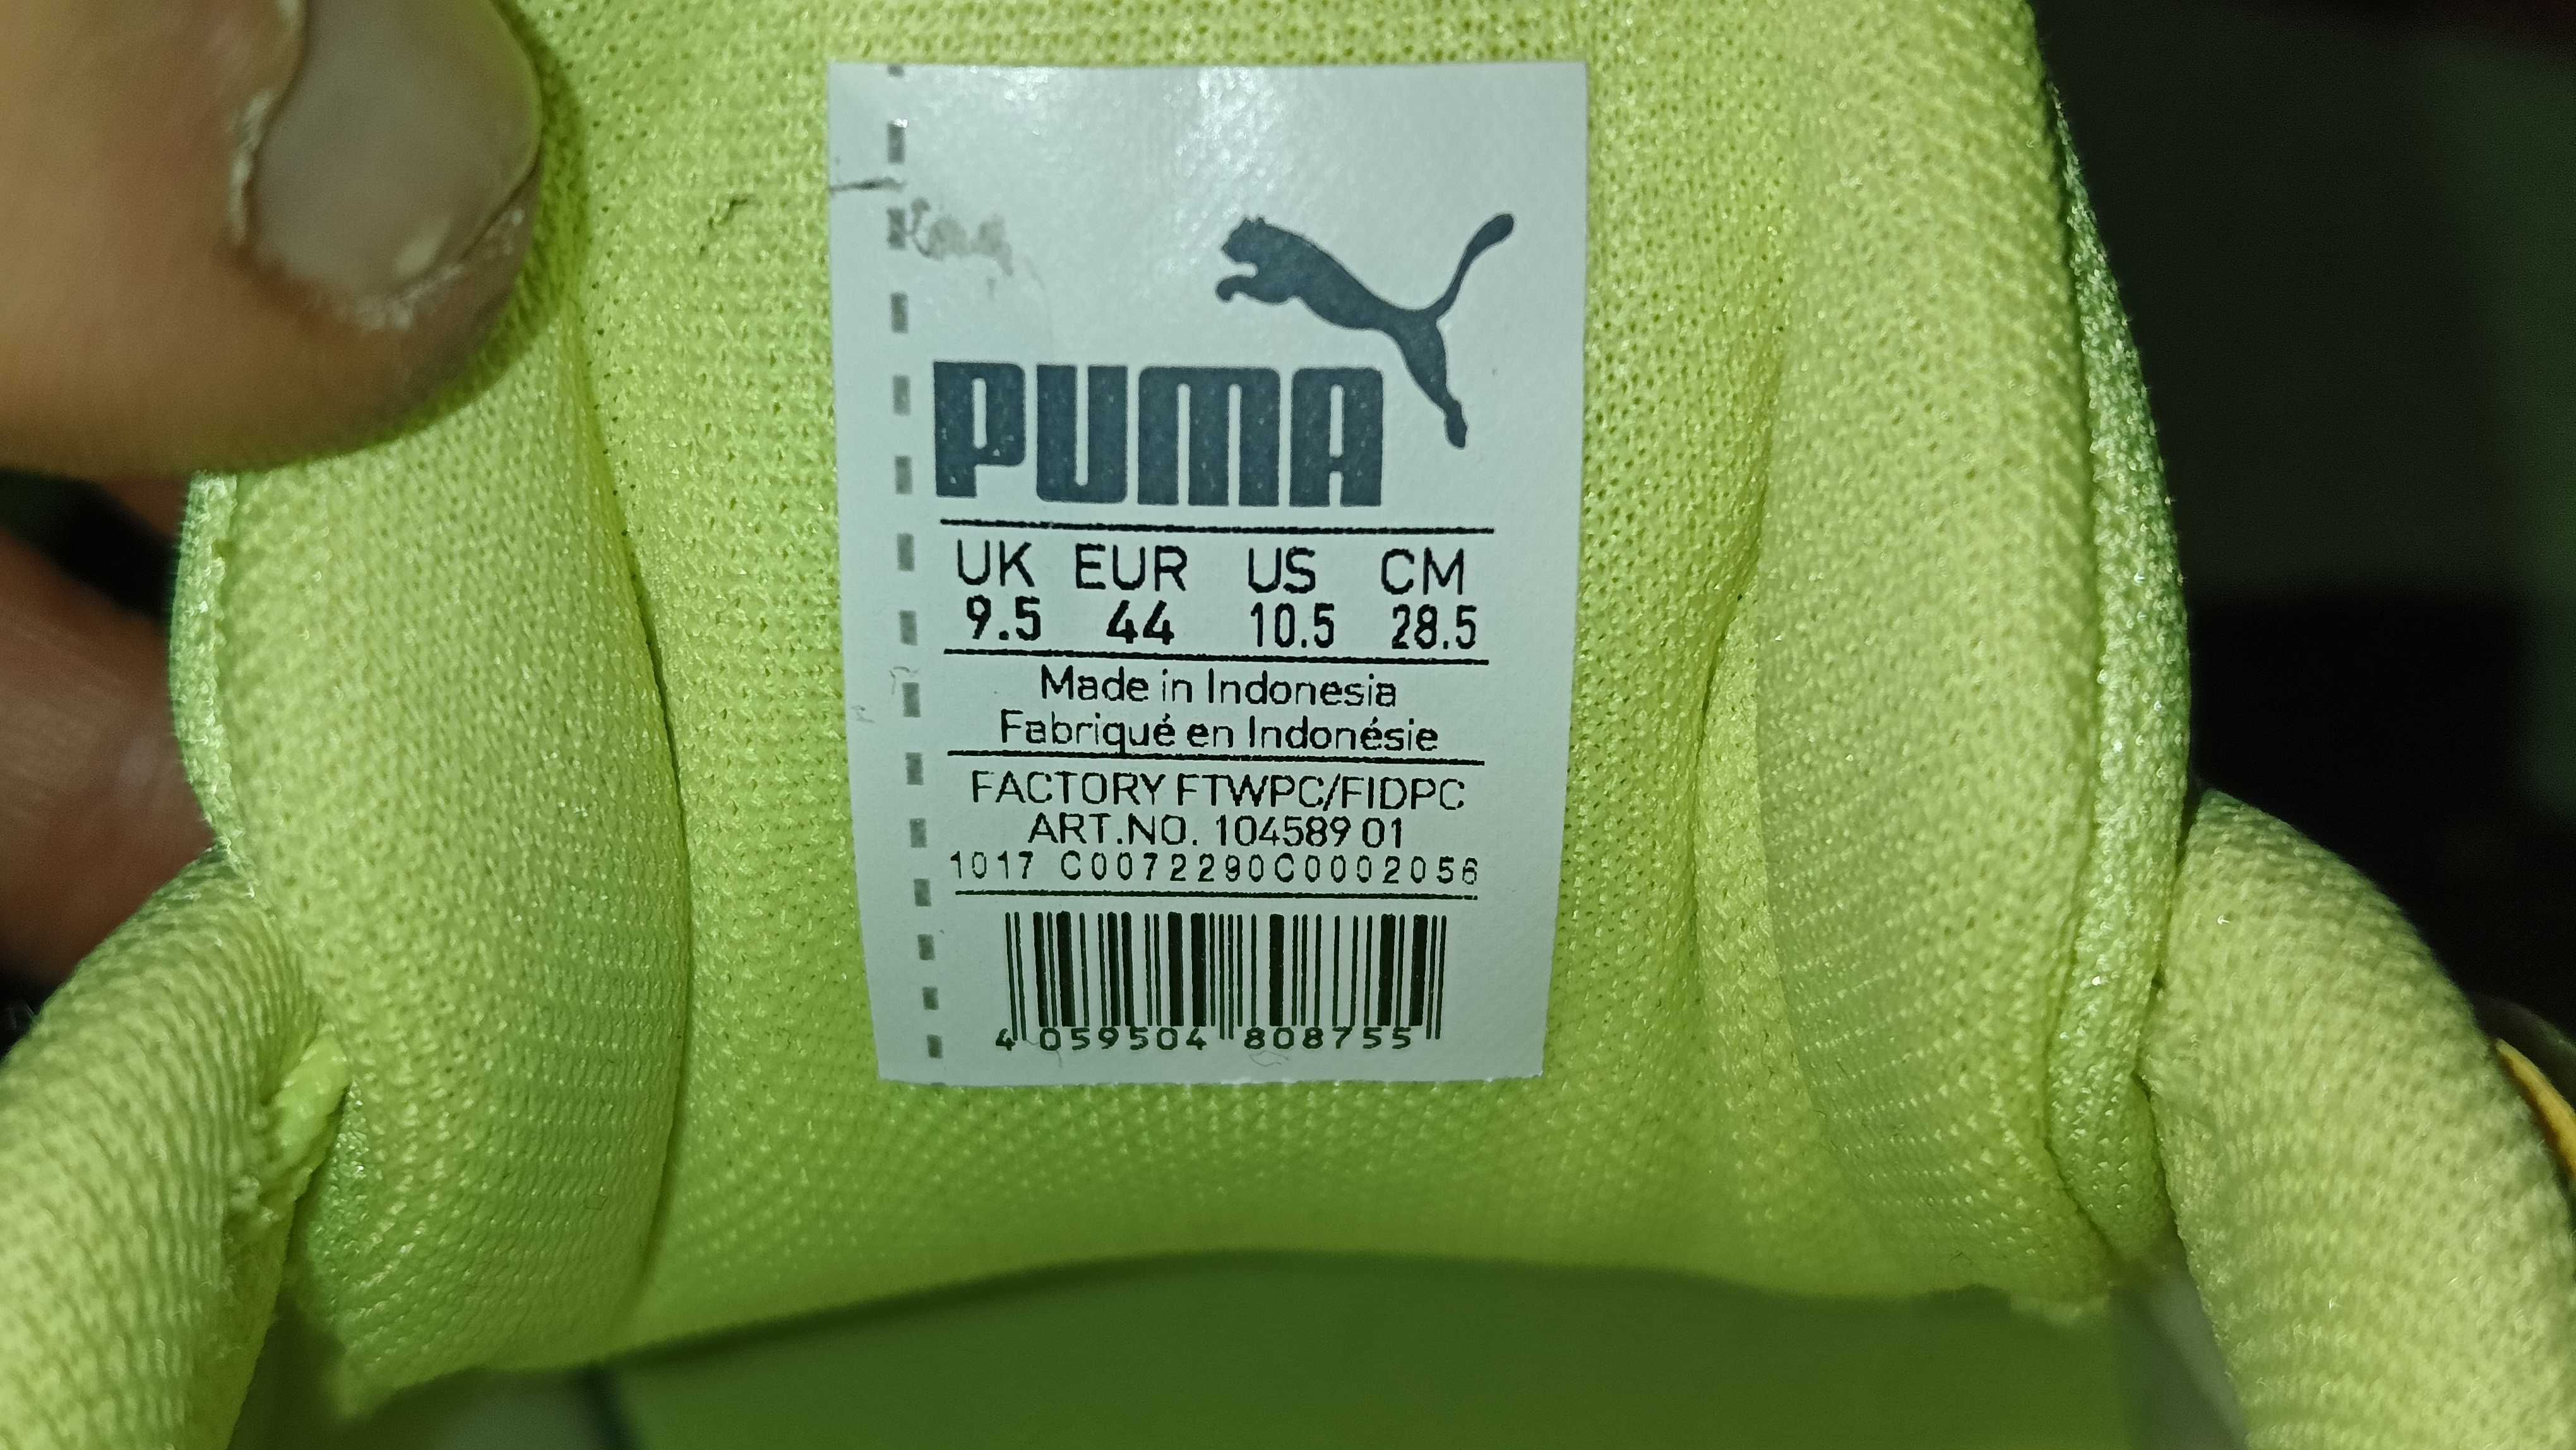 PUMA
UK EUR US CM
9.5 44 10.5 28.5
Made in Indonesia
Fabriqué en Indonésie
FACTORY FTWPC/FIDPC
ART.NO. 104589 01
1017 C0072290C0002056
4 059504 808755